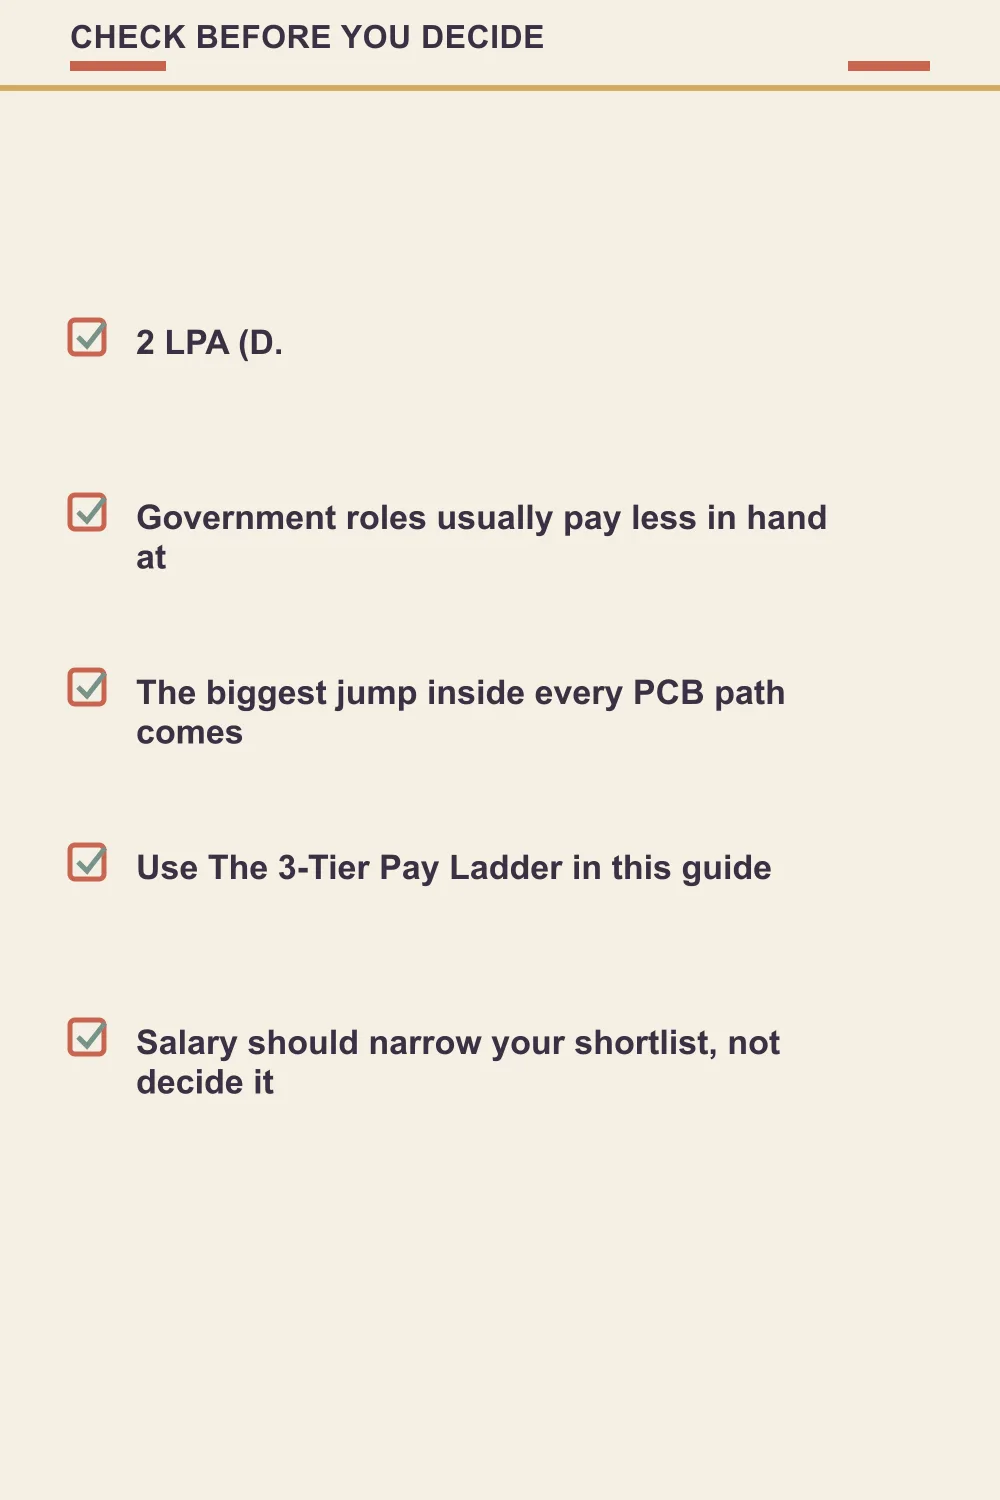 CHECK BEFORE YOU DECIDE
2 LPA (D.
Government roles usually pay less in hand
at
The biggest jump inside every PCB path
comes
Use The 3-Tier Pay Ladder in this guide
Salary should narrow your shortlist, not
decide it